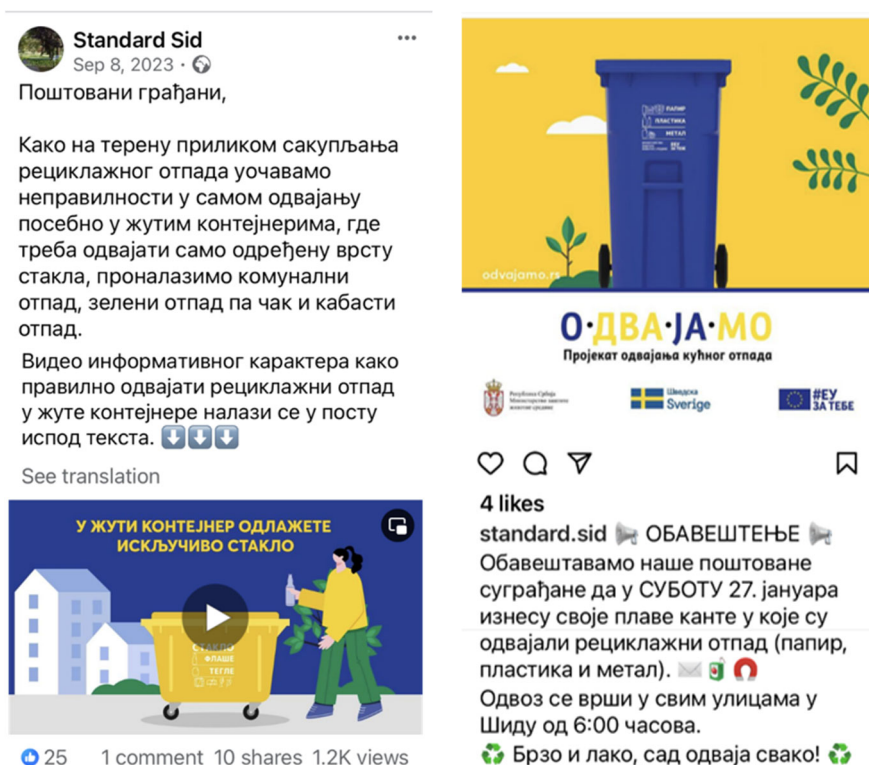 Standard Sid
Sep 8, 2023
Поштовани грађани,
Како на терену приликом сакупљања
рециклажног отпада уочавамо
неправилности у самом одвајању
посебно у жутим контејнерима, где
треба одвајати само одређену врсту
стакла, проналазимо комунални
отпад, зелени отпад па чак и кабасти
отпад.
Видео информативног карактера како
правилно одвајати рециклажни отпад
у жуте контејнере налази се у посту
испод текста. ⬇️⬇️⬇️
See translation
У ЖУТИ КОНТЕЈНЕР ОДЛАЖЕТЕ
ИСКЉУЧИВО СТАКЛО
СТАКЛО
ФЛАШЕ
ТЕГЛЕ
25 1 comment 10 shares 1.2K views
ПАПИР
ПЛАСТИКА
МЕТАЛ
odvajamo.rs
О·ДВА·ЈА·МО
Пројекат одвајања кућног отпада
Република Србија
Министарство заштите
животне средине
Шведска
Sverige
#ЕУ
ЗА ТЕБЕ
4 likes
standard.sid 📢 ОБАВЕШТЕЊЕ 📢
Обавештавамо наше поштоване
суграђане да у СУБОТУ 27. јануара
изнесу своје плаве канте у које су
одвајали рециклажни отпад (папир,
пластика и метал). ✉️🧃🧲
Одвоз се врши у свим улицама у
Шиду од 6:00 часова.
♻️ Брзо и лако, сад одваја свако! ♻️